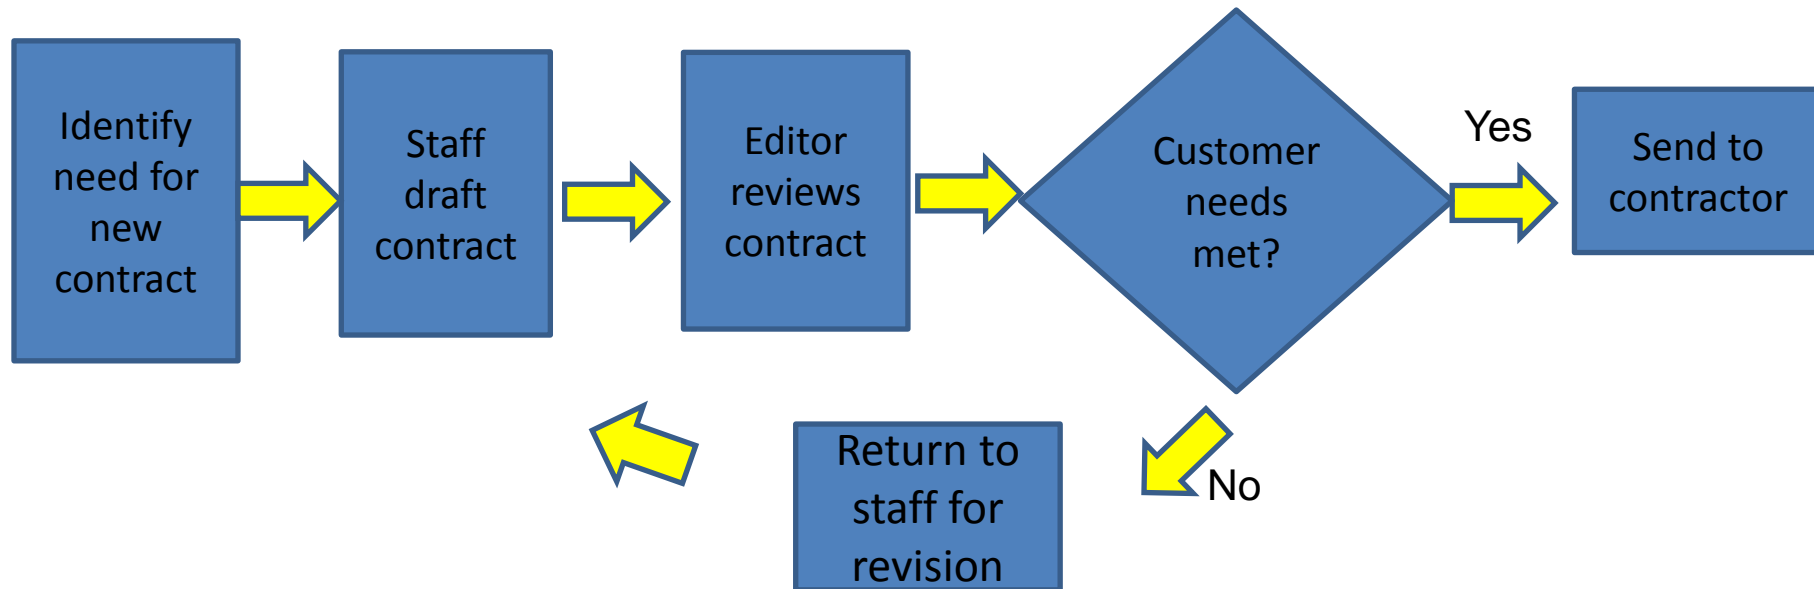 Identify
need for
new
contract
Staff
draft
contract
Editor
reviews
contract
Customer
needs
met?
Yes
Send to
contractor
No
Return to
staff for
revision